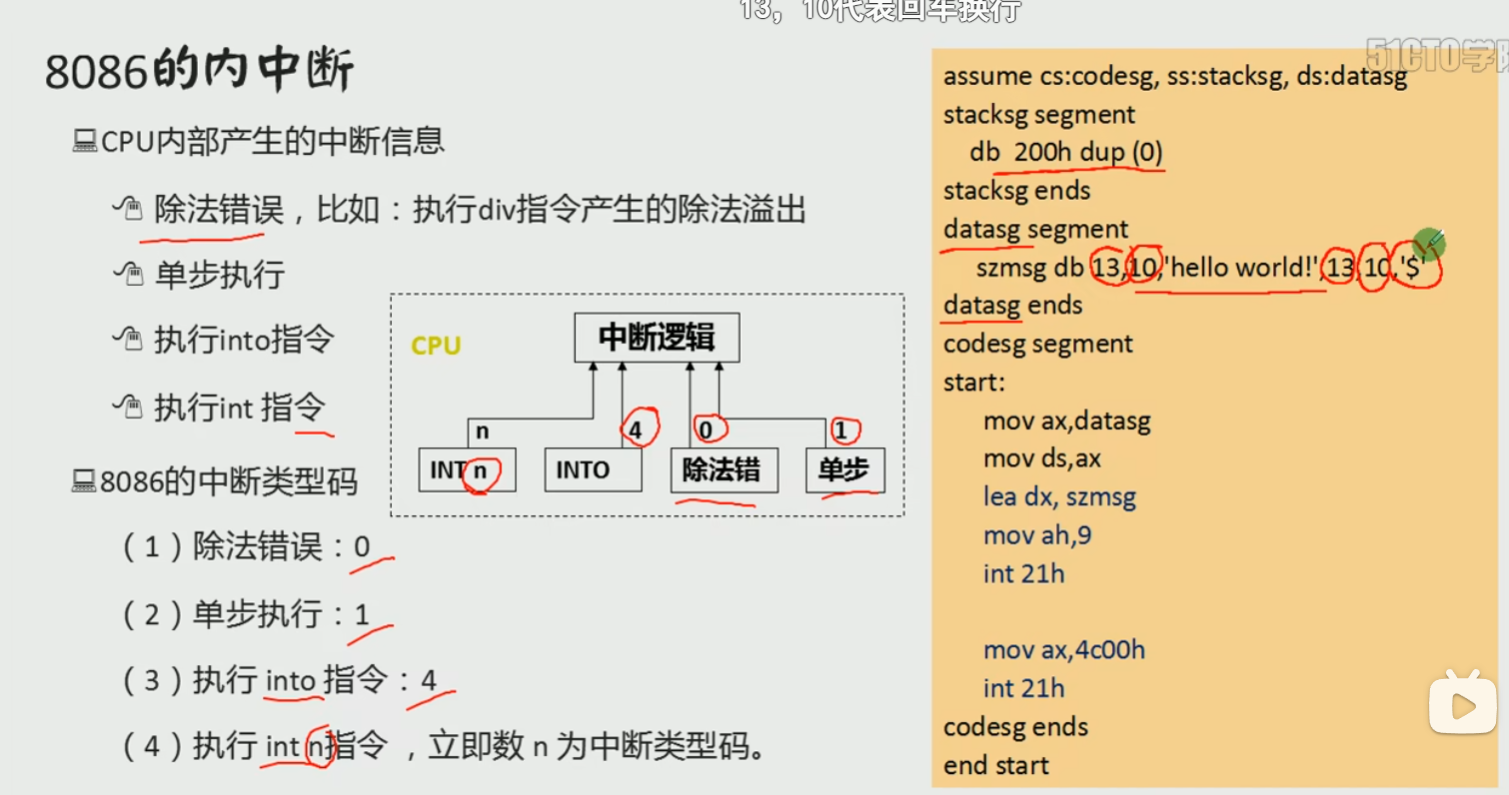 13，10代表回车换行
8086的内中断
CPU内部产生的中断信息
除法错误，比如：执行div指令产生的除法溢出
单步执行
执行into指令
执行int 指令
8086的中断类型码
（1）除法错误：0
（2）单步执行：1
（3）执行 into 指令：4
（4）执行 int n指令 ，立即数 n 为中断类型码。
CPU
中断逻辑
n
4
0
1
INT n
INTO
除法错
单步
51CTO学院
assume cs:codesg, ss:stacksg, ds:datasg
stacksg segment
db 200h dup (0)
stacksg ends
datasg segment
szmsg db 13,10,'hello world!',13,10,'$'
datasg ends
codesg segment
start:
mov ax,datasg
mov ds,ax
lea dx, szmsg
mov ah,9
int 21h
mov ax,4c00h
int 21h
codesg ends
end start